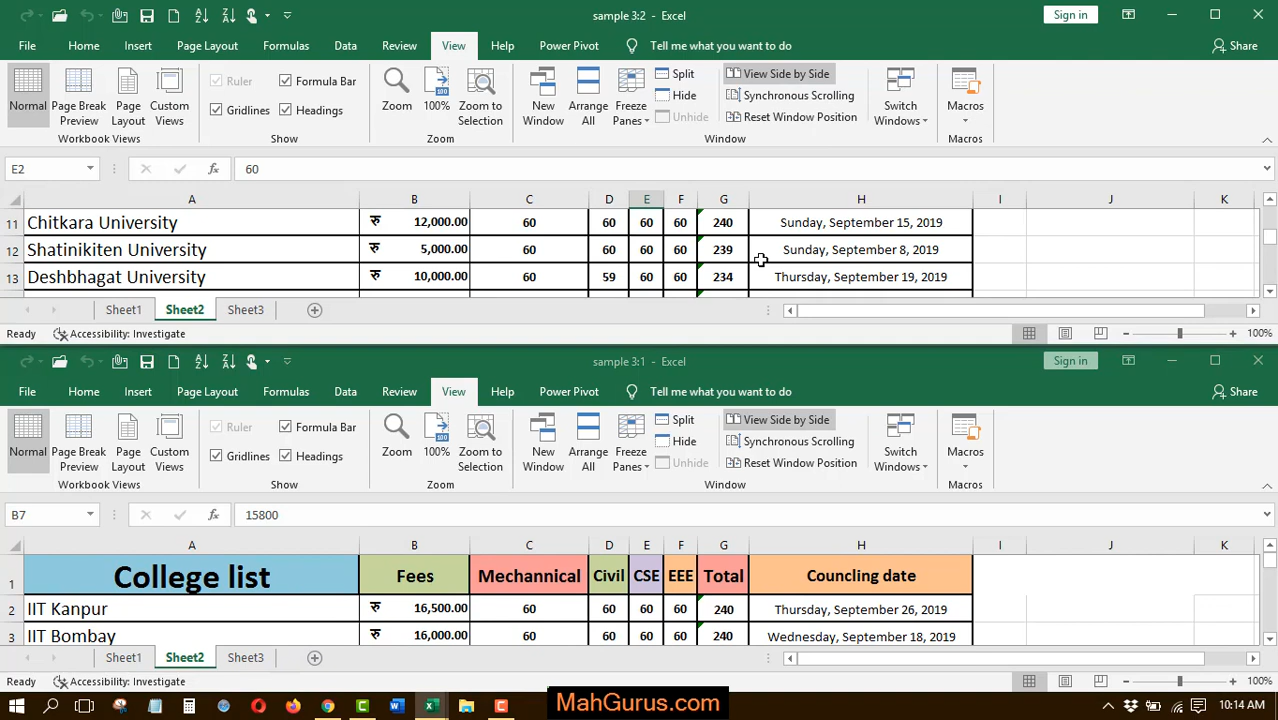 sample 3:2 - Excel
Sign in
File Home Insert Page Layout Formulas Data Review View Help Power Pivot Tell me what you want to do Share
Normal Page Break Preview Page Layout Custom Views
Workbook Views
Ruler Formula Bar
Gridlines Headings
Show
Zoom 100% Zoom to Selection
Zoom
New Window Arrange All Freeze Panes
Split
Hide
Unhide
View Side by Side
Synchronous Scrolling
Reset Window Position
Window
Switch Windows
Macros
Macros
E2 fx 60
A B C D E F G H I J K
11 Chitkara University रु 12,000.00 60 60 60 60 240 Sunday, September 15, 2019
12 Shatinikiten University रु 5,000.00 60 60 60 60 239 Sunday, September 8, 2019
13 Deshbhagat University रु 10,000.00 60 59 60 60 234 Thursday, September 19, 2019
Sheet1 Sheet2 Sheet3
Ready Accessibility: Investigate 100%
sample 3:1 - Excel
Sign in
File Home Insert Page Layout Formulas Data Review View Help Power Pivot Tell me what you want to do Share
Normal Page Break Preview Page Layout Custom Views
Workbook Views
Ruler Formula Bar
Gridlines Headings
Show
Zoom 100% Zoom to Selection
Zoom
New Window Arrange All Freeze Panes
Split
Hide
Unhide
View Side by Side
Synchronous Scrolling
Reset Window Position
Window
Switch Windows
Macros
Macros
B7 fx 15800
A B C D E F G H I J K
1 College list Fees Mechannical Civil CSE EEE Total Councling date
2 IIT Kanpur रु 16,500.00 60 60 60 60 240 Thursday, September 26, 2019
3 IIT Bombay रु 16,000.00 60 60 60 60 240 Wednesday, September 18, 2019
Sheet1 Sheet2 Sheet3
Ready Accessibility: Investigate 100%
MahGurus.com
10:14 AM